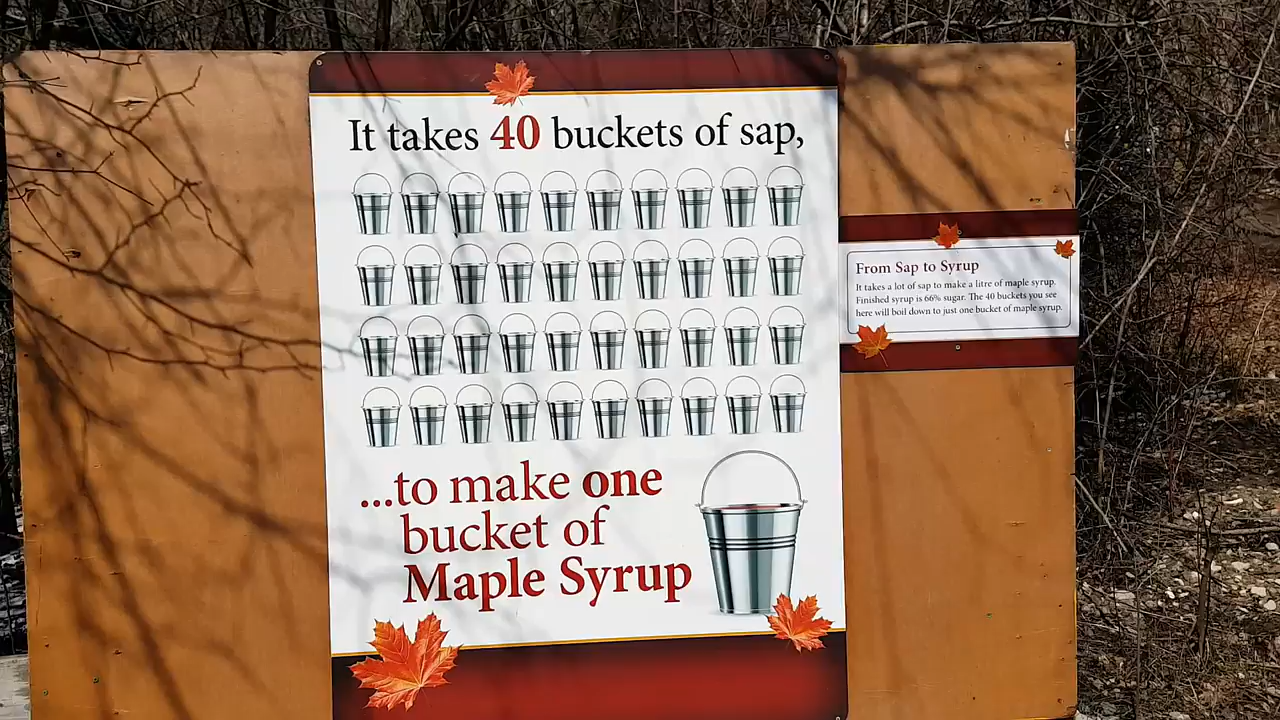 It takes 40 buckets of sap,
...to make one
bucket of
Maple Syrup
From Sap to Syrup
It takes a lot of sap to make a litre of maple syrup.
Finished syrup is 66% sugar. The 40 buckets you see
here will boil down to just one bucket of maple syrup.